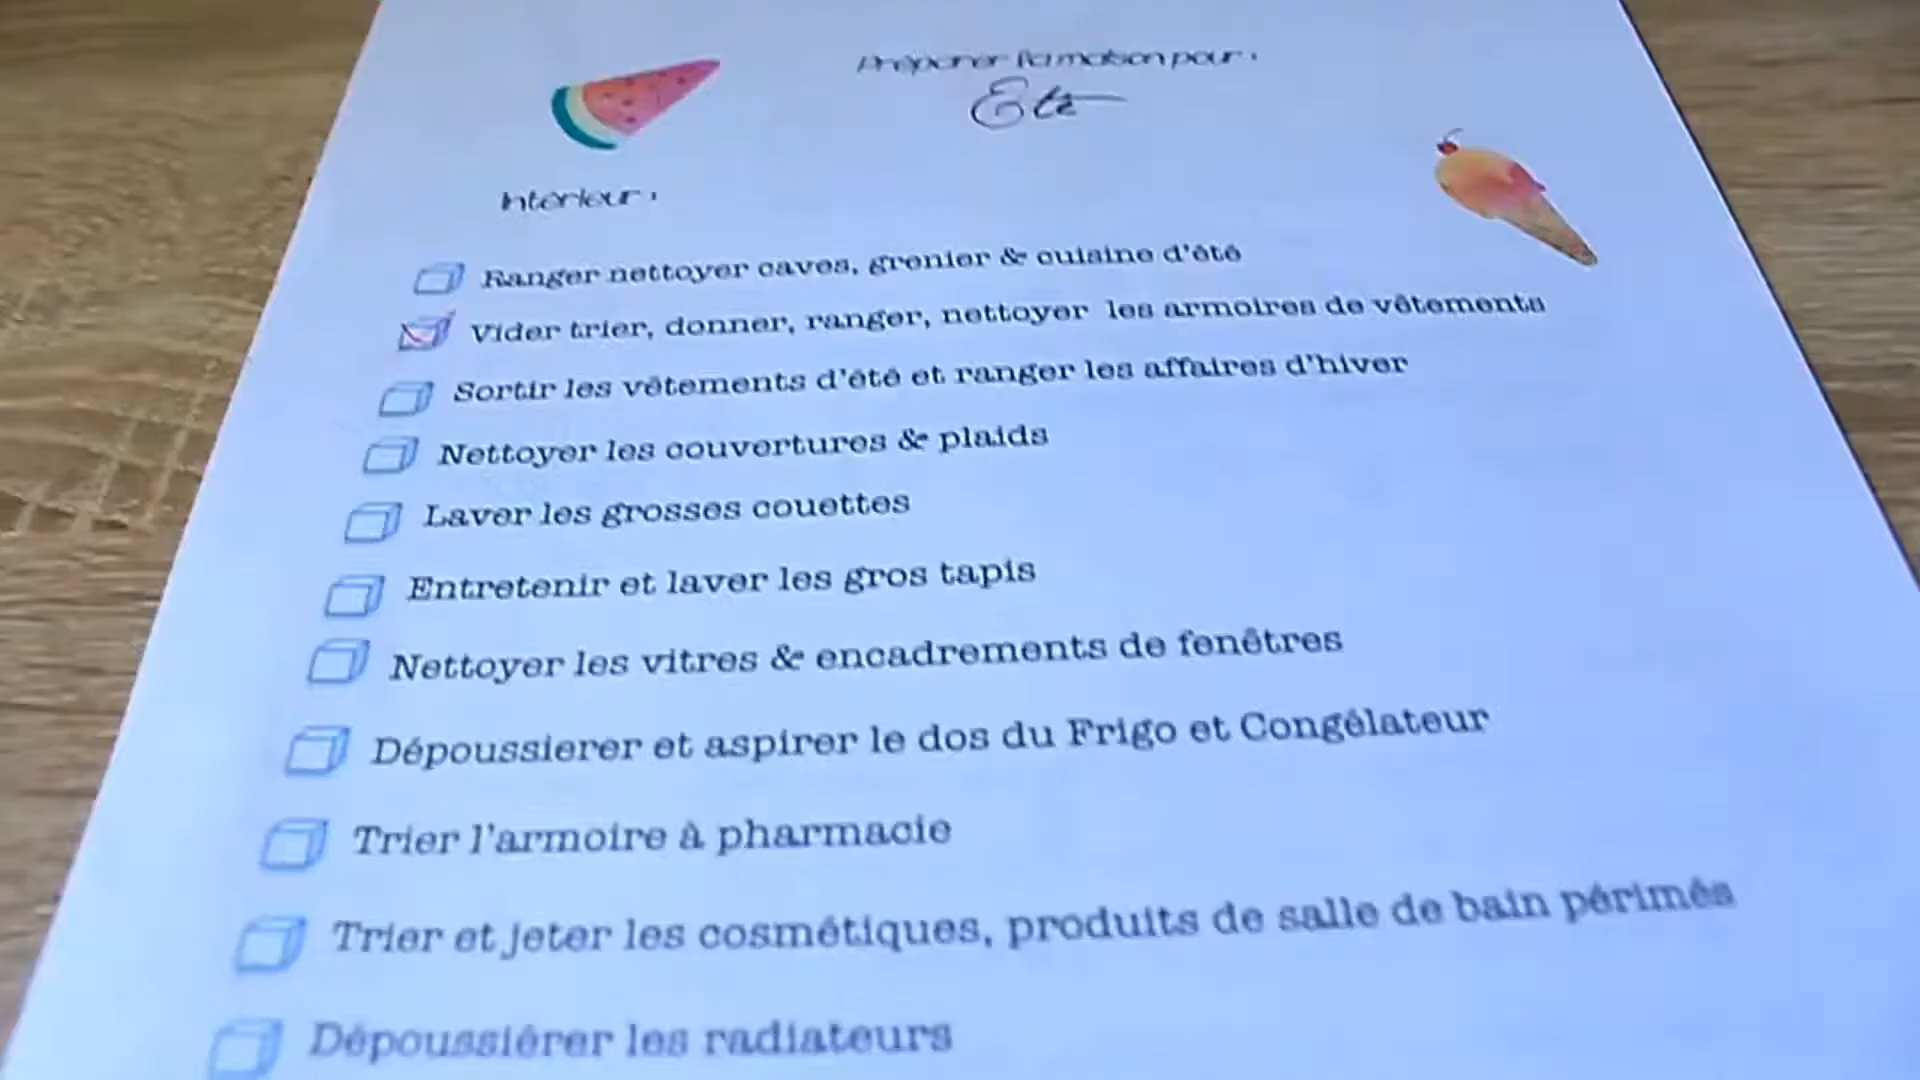 Préparer la maison pour :
Eté
Intérieur :
Ranger nettoyer caves, grenier & cuisine d'été
Vider trier, donner, ranger, nettoyer les armoires de vêtements
Sortir les vêtements d'été et ranger les affaires d'hiver
Nettoyer les couvertures & plaids
Laver les grosses couettes
Entretenir et laver les gros tapis
Nettoyer les vitres & encadrements de fenêtres
Dépoussierer et aspirer le dos du Frigo et Congélateur
Trier l'armoire à pharmacie
Trier et jeter les cosmétiques, produits de salle de bain périmés
Dépoussiérer les radiateurs